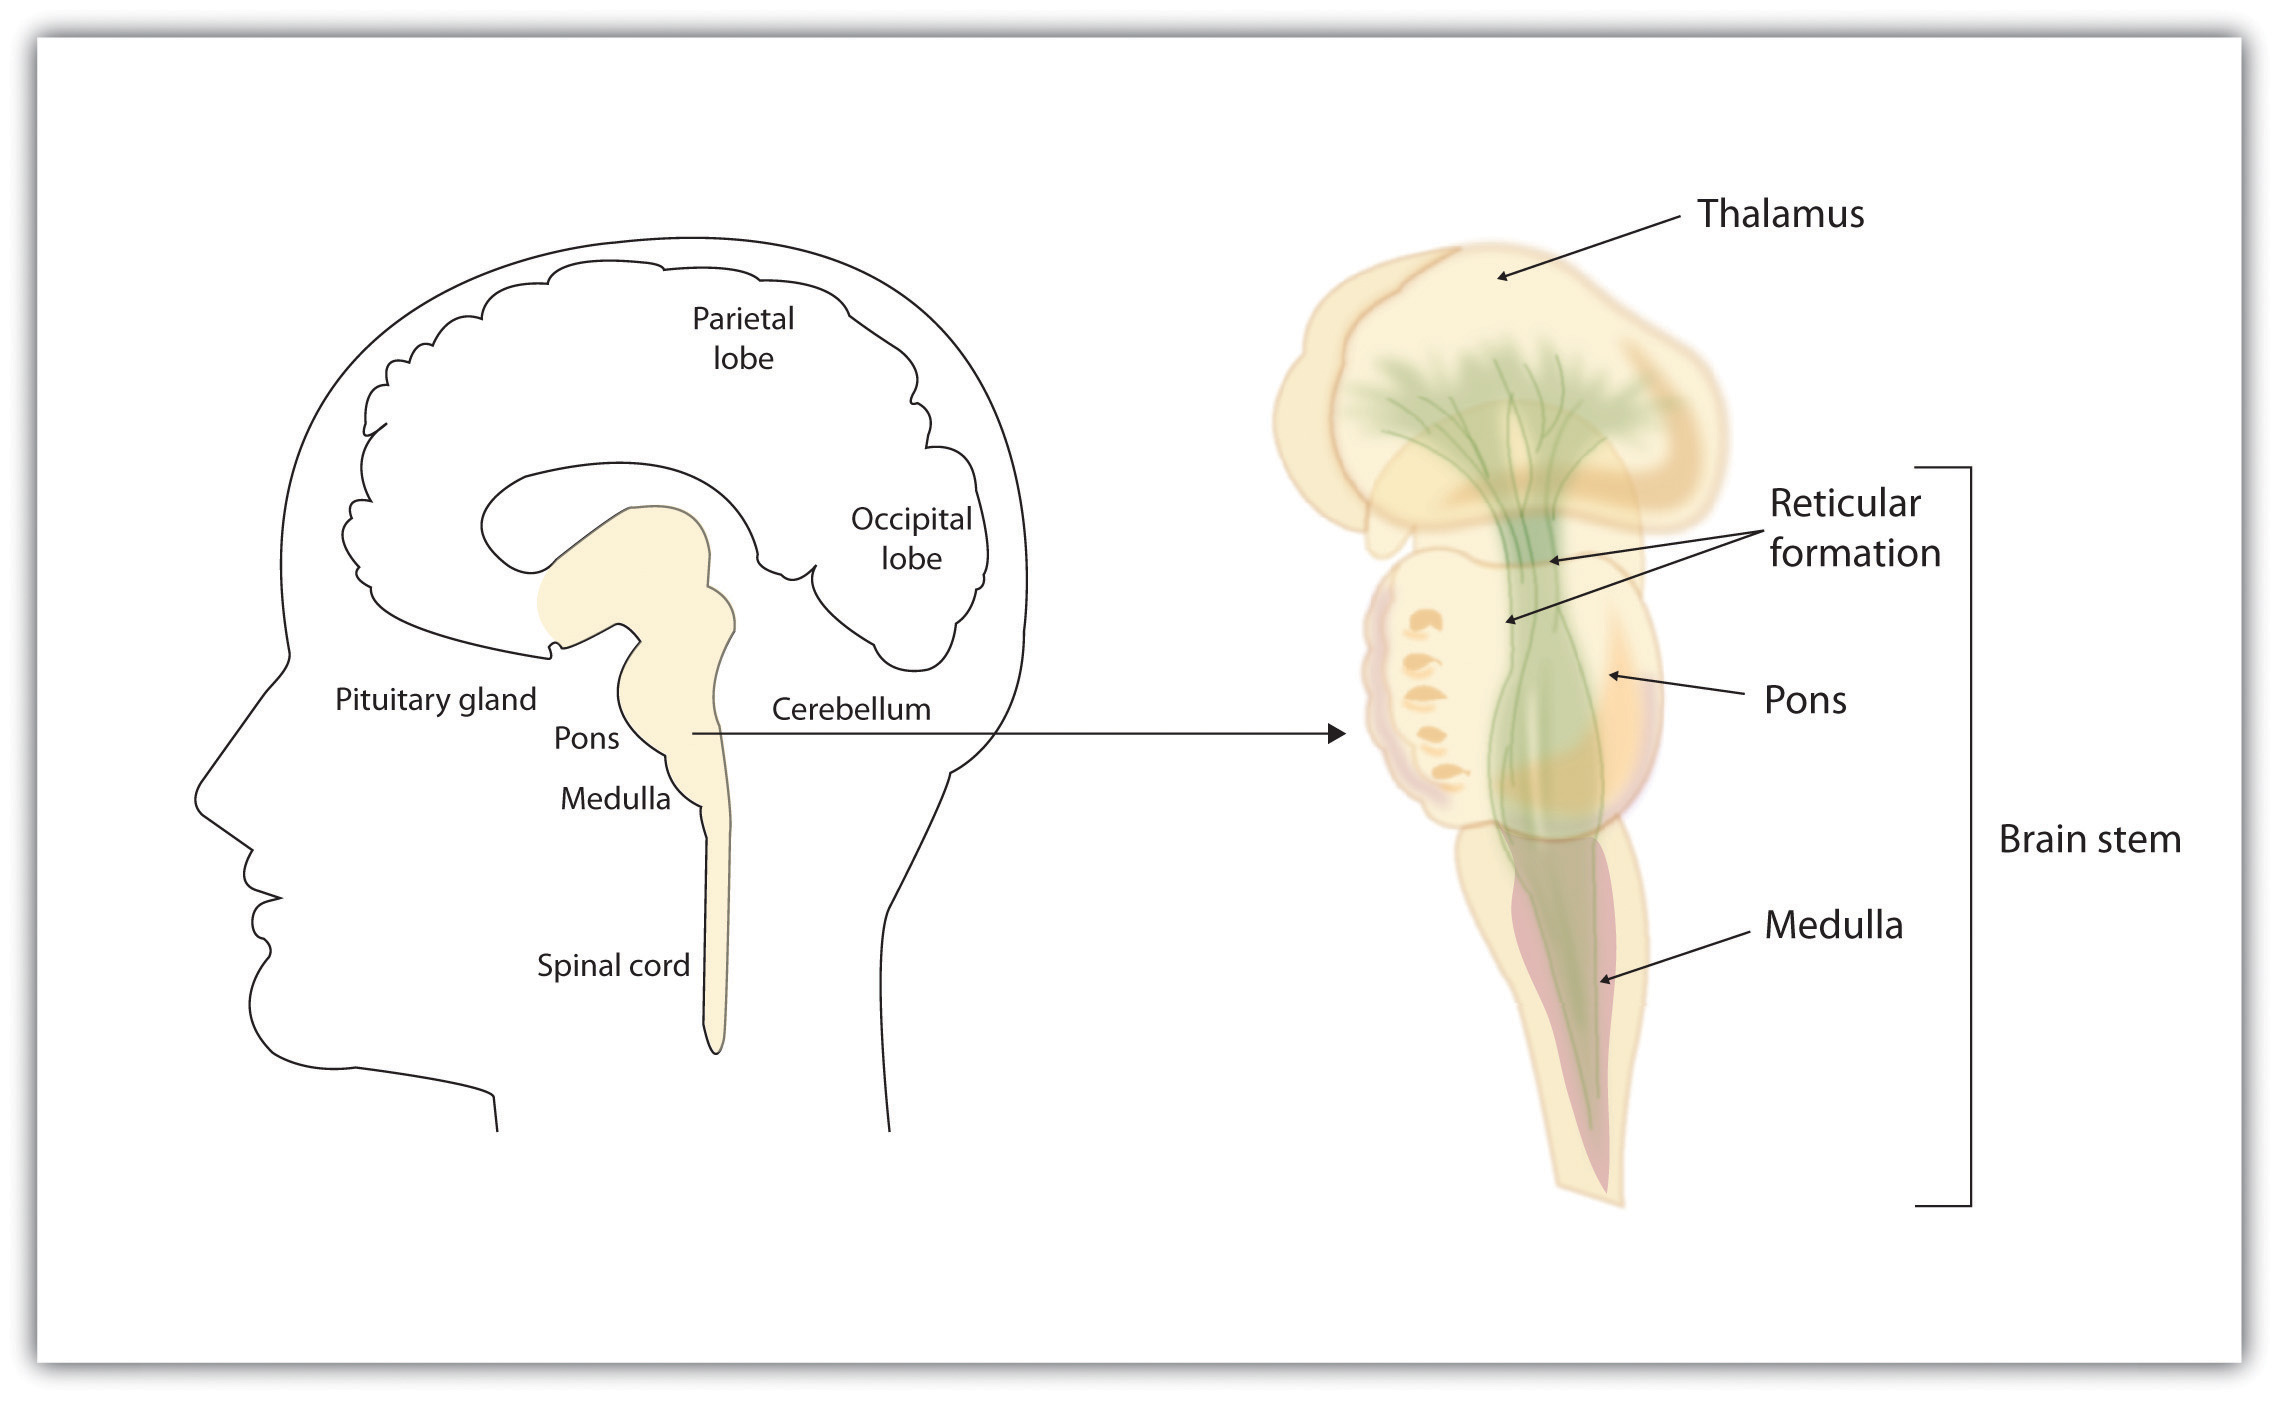 Parietal
lobe
Occipital
lobe
Pituitary gland
Cerebellum
Pons
Medulla
Spinal cord
Thalamus
Reticular
formation
Pons
Brain stem
Medulla